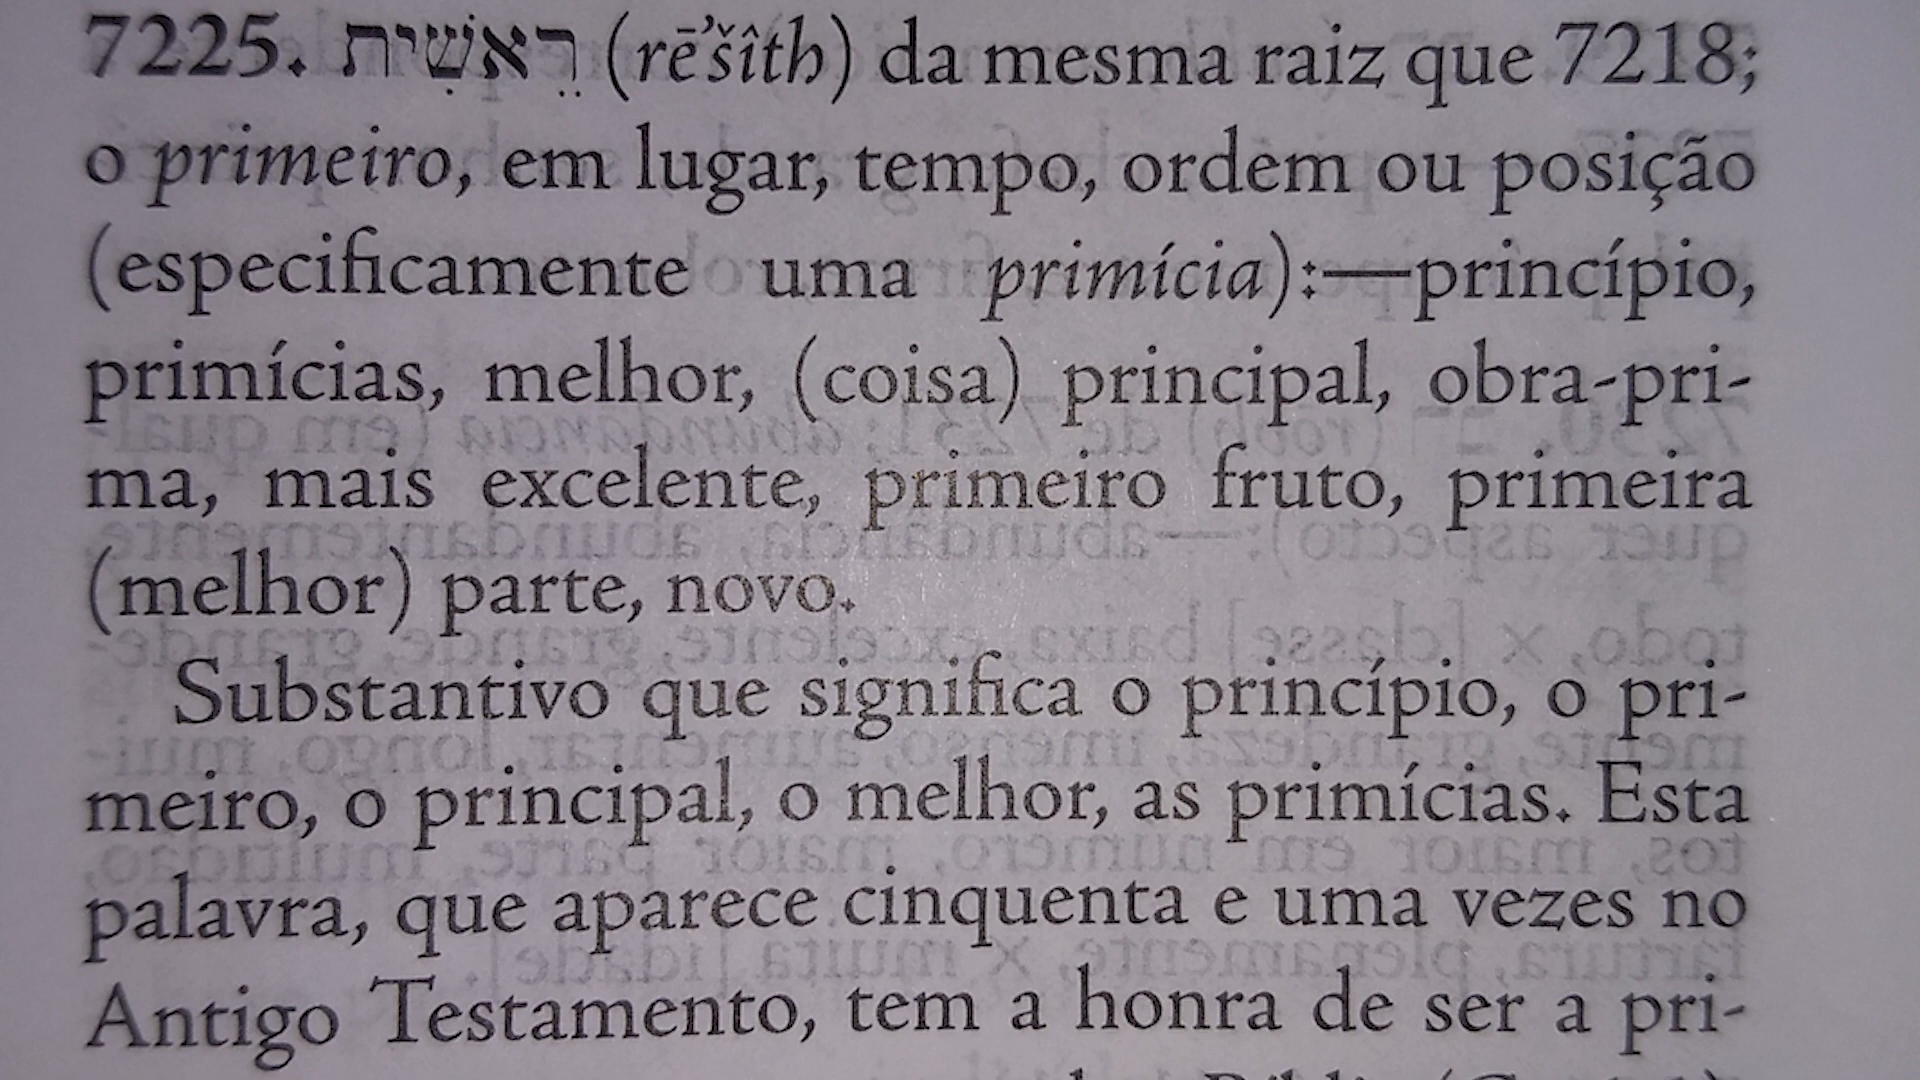 7225. רֵאשִׁית (rē’šîth) da mesma raiz que 7218;
o primeiro, em lugar, tempo, ordem ou posição
(especificamente uma primícia):—princípio,
primícias, melhor, (coisa) principal, obra-pri-
ma, mais excelente, primeiro fruto, primeira
(melhor) parte, novo.
Substantivo que significa o princípio, o pri-
meiro, o principal, o melhor, as primícias. Esta
palavra, que aparece cinquenta e uma vezes no
Antigo Testamento, tem a honra de ser a pri-